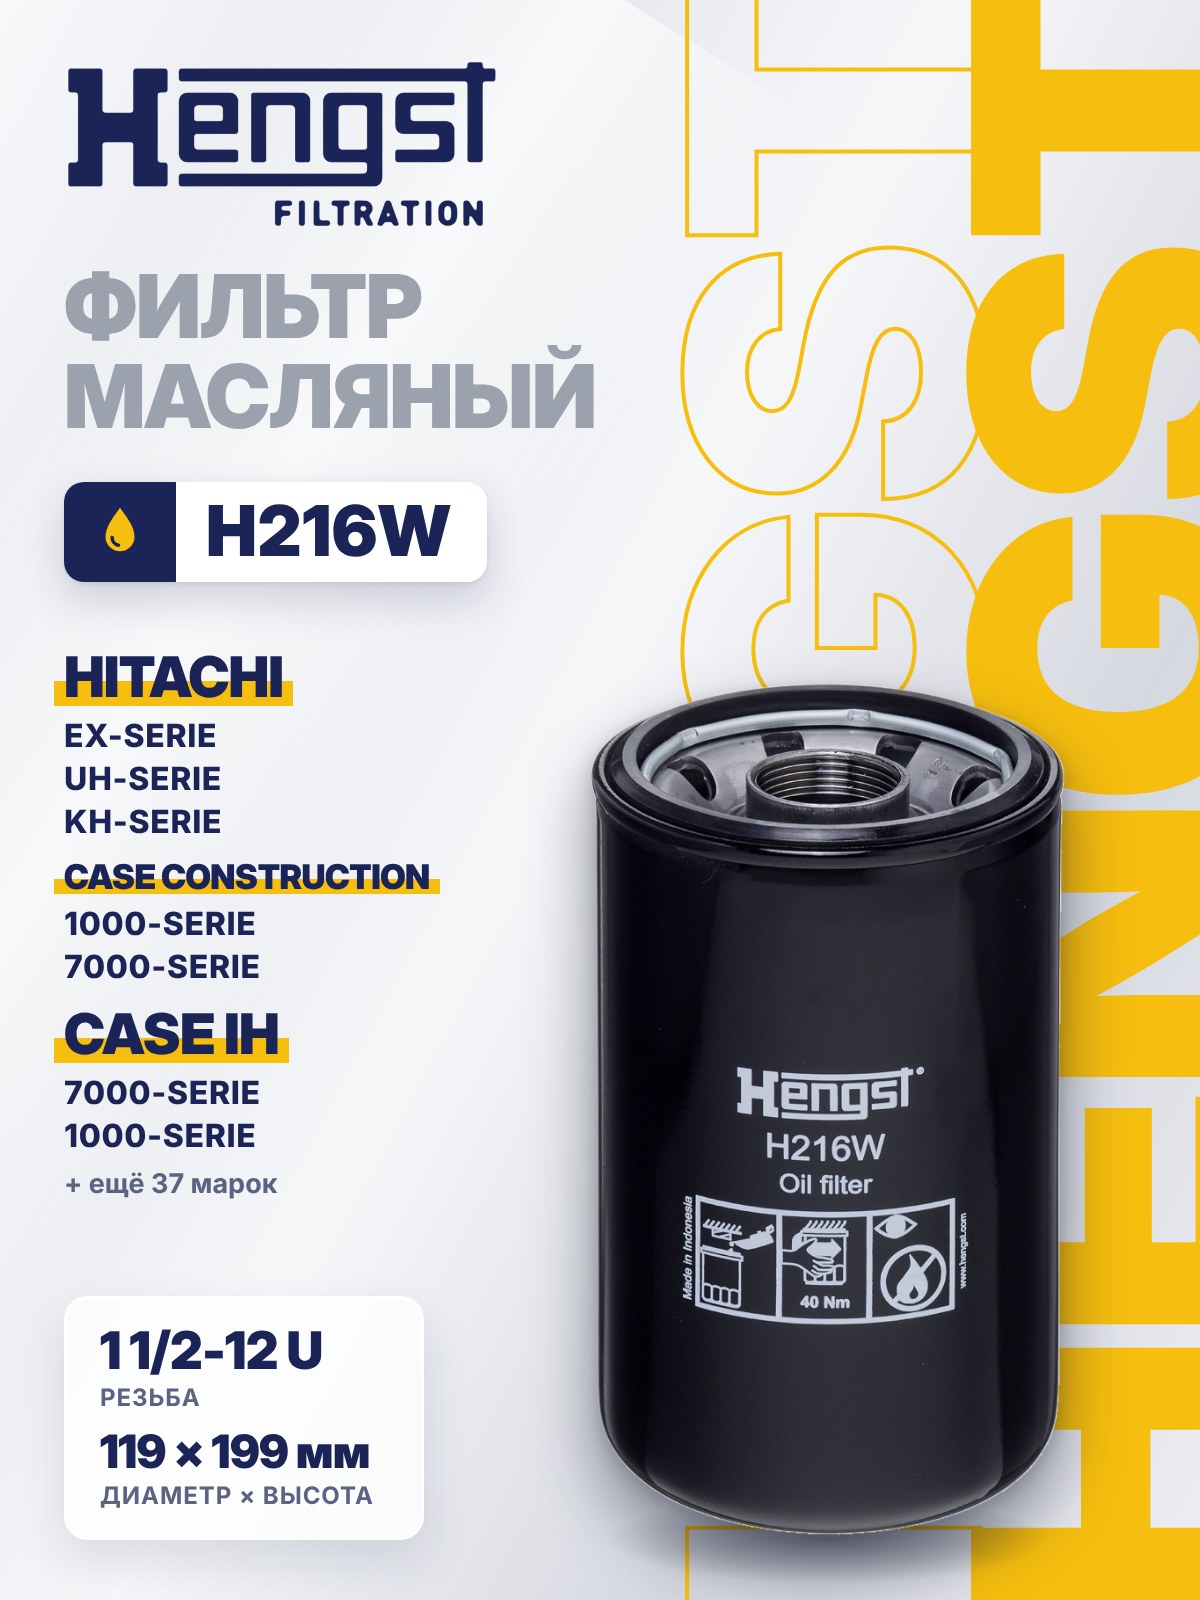 Hengst
FILTRATION
ФИЛЬТР
МАСЛЯНЫЙ
H216W
HITACHI
EX-SERIE
UH-SERIE
KH-SERIE
CASE CONSTRUCTION
1000-SERIE
7000-SERIE
CASE IH
7000-SERIE
1000-SERIE
+ ещё 37 марок
1 1/2-12 U
РЕЗЬБА
119 × 199 мм
ДИАМЕТР × ВЫСОТА
Hengst
H216W
Oil filter
Made in Indonesia
40 Nm
www.hengst.com
HENGST